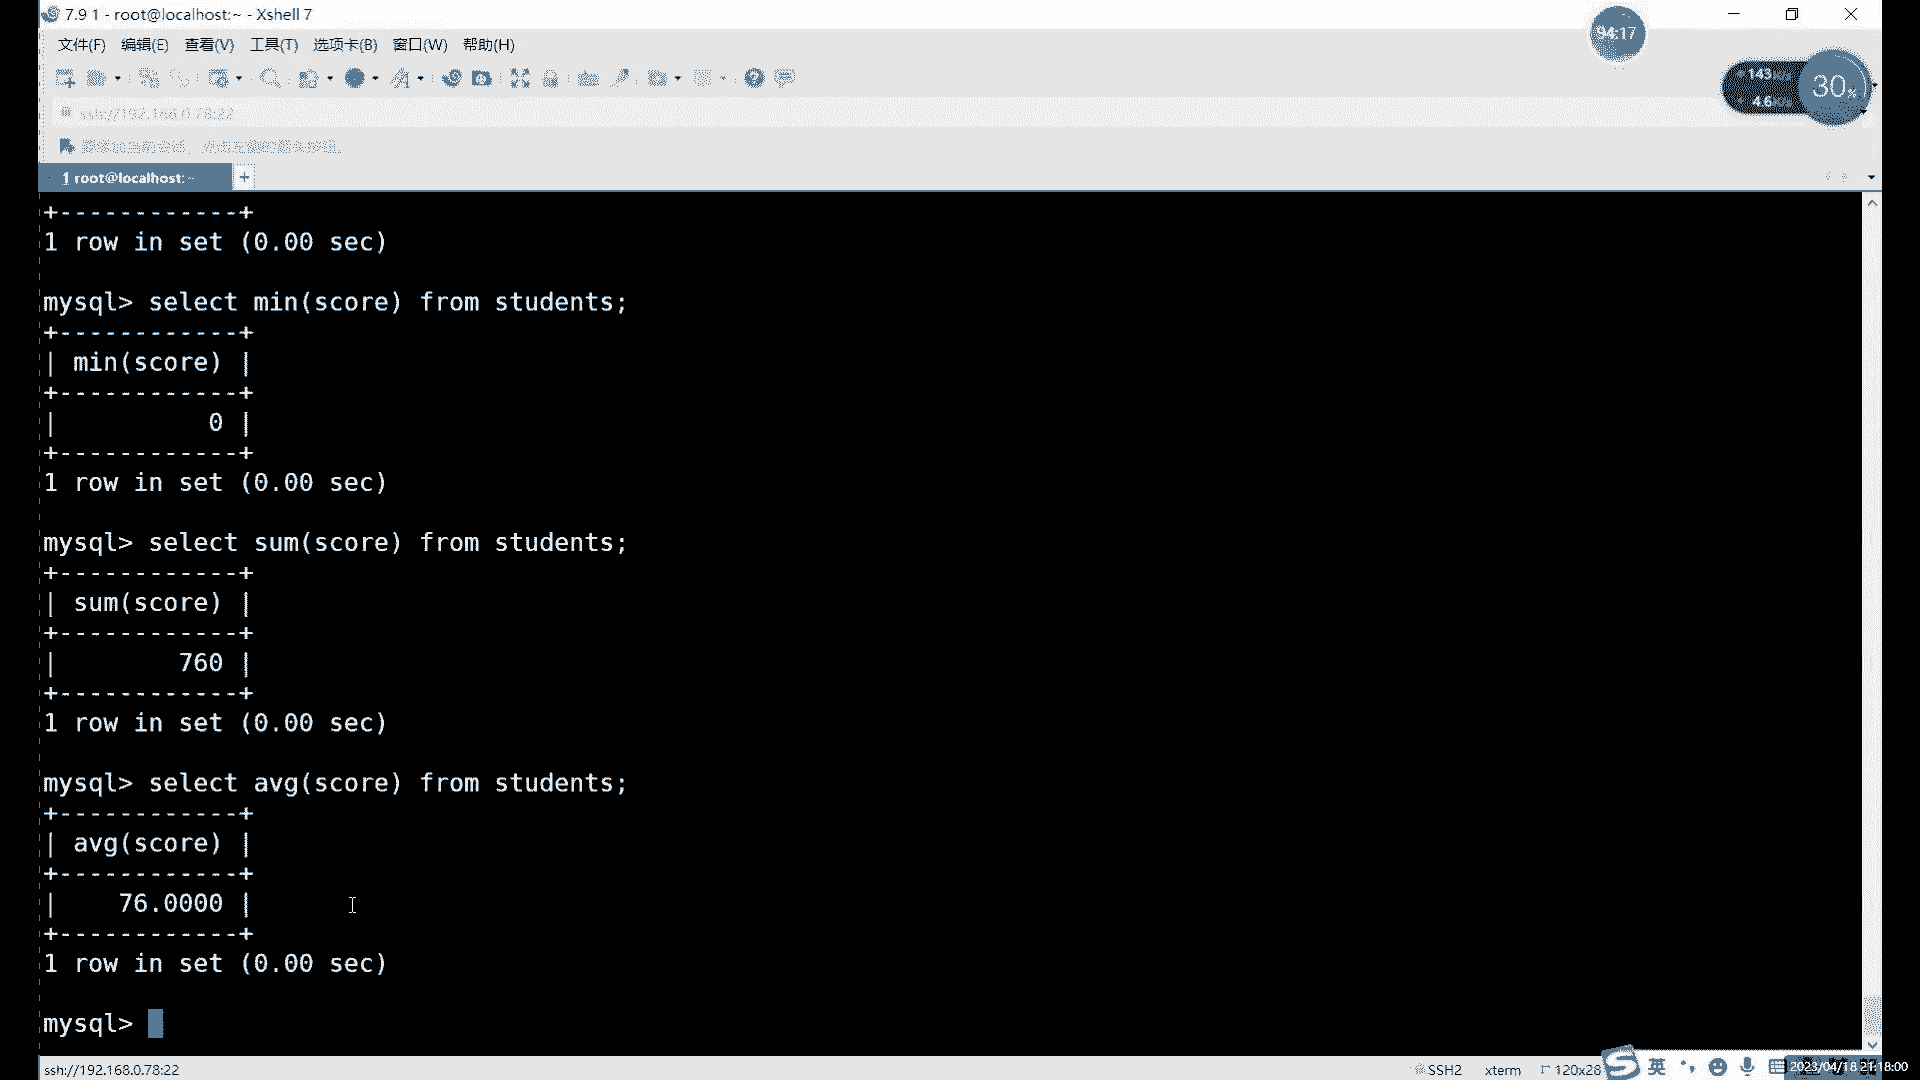 7.9 1 - root@localhost:~ - Xshell 7
94:17
文件(F) 编辑(E) 查看(V) 工具(T) 选项卡(B) 窗口(W) 帮助(H)
143
4.6
30%
ssh://192.168.0.78:22
1 root@localhost:~
+------------+
1 row in set (0.00 sec)
mysql> select min(score) from students;
+------------+
| min(score) |
+------------+
|          0 |
+------------+
1 row in set (0.00 sec)
mysql> select sum(score) from students;
+------------+
| sum(score) |
+------------+
|        760 |
+------------+
1 row in set (0.00 sec)
mysql> select avg(score) from students;
+------------+
| avg(score) |
+------------+
|    76.0000 |
+------------+
1 row in set (0.00 sec)
mysql>
ssh://192.168.0.78:22 SSH2 xterm 120x28 英 2023/04/18 21:18:00